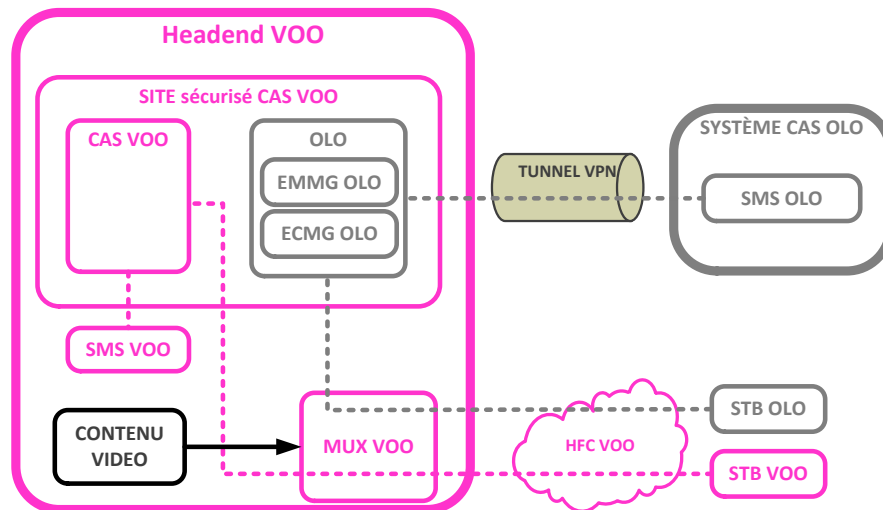 Headend VOO
SITE sécurisé CAS VOO
CAS VOO
OLO
EMMG OLO
ECMG OLO
TUNNEL VPN
SYSTÈME CAS OLO
SMS OLO
SMS VOO
CONTENU
VIDEO
MUX VOO
HFC VOO
STB OLO
STB VOO